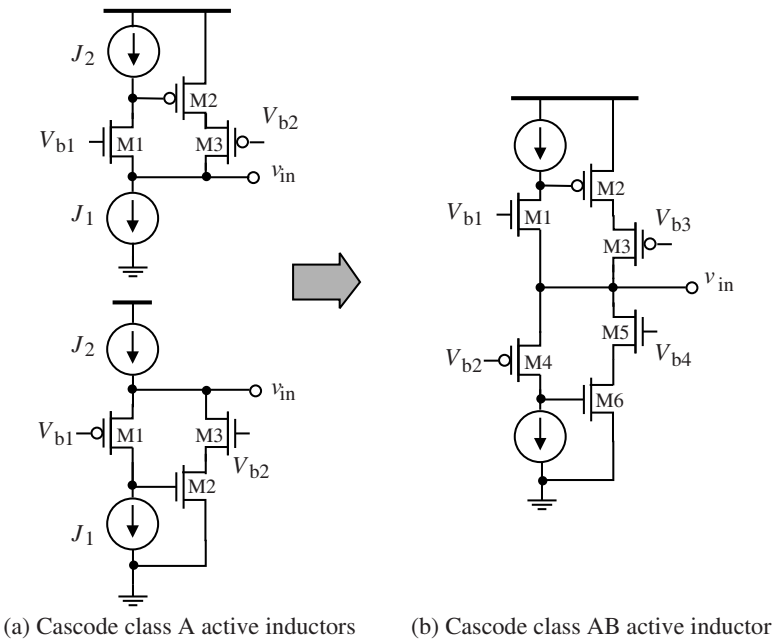 J2
M2
Vb1
M1
M3
Vb2
vin
J1
J2
vin
Vb1
M1
M3
Vb2
M2
J1
M2
Vb1
M1
Vb3
M3
vin
M5
Vb2
M4
Vb4
M6
(a) Cascode class A active inductors
(b) Cascode class AB active inductor